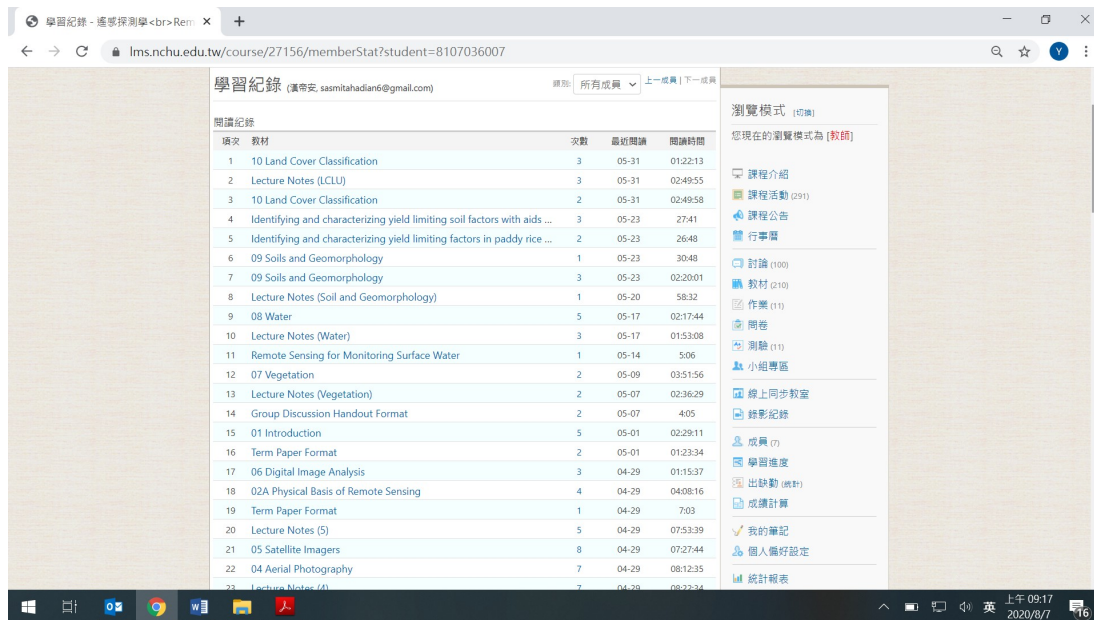 學習紀錄 - 遙感探測學<br>Rem
lms.nchu.edu.tw/course/27156/memberStat?student=8107036007
Y
學習紀錄 (漢帝安, sasmitahadian6@gmail.com)
類別: 所有成員 上一成員 | 下一成員
閱讀紀錄
項次 教材 次數 最近閱讀 閱讀時間
1 10 Land Cover Classification 3 05-31 01:22:13
2 Lecture Notes (LCLU) 3 05-31 02:49:55
3 10 Land Cover Classification 2 05-31 02:49:58
4 Identifying and characterizing yield limiting soil factors with aids ... 3 05-23 27:41
5 Identifying and characterizing yield limiting factors in paddy rice ... 2 05-23 26:48
6 09 Soils and Geomorphology 1 05-23 30:48
7 09 Soils and Geomorphology 3 05-23 02:20:01
8 Lecture Notes (Soil and Geomorphology) 1 05-20 58:32
9 08 Water 5 05-17 02:17:44
10 Lecture Notes (Water) 3 05-17 01:53:08
11 Remote Sensing for Monitoring Surface Water 1 05-14 5:06
12 07 Vegetation 2 05-09 03:51:56
13 Lecture Notes (Vegetation) 2 05-07 02:36:29
14 Group Discussion Handout Format 2 05-07 4:05
15 01 Introduction 5 05-01 02:29:11
16 Term Paper Format 2 05-01 01:23:34
17 06 Digital Image Analysis 3 04-29 01:15:37
18 02A Physical Basis of Remote Sensing 4 04-29 04:08:16
19 Term Paper Format 1 04-29 7:03
20 Lecture Notes (5) 5 04-29 07:53:39
21 05 Satellite Imagers 8 04-29 07:27:44
22 04 Aerial Photography 7 04-29 08:12:35
23 Lecture Notes (4) 7 04-29 08:22:34
瀏覽模式 [切換]
您現在的瀏覽模式為 [教師]
課程介紹
課程活動 (291)
課程公告
行事曆
討論 (100)
教材 (210)
作業 (11)
問卷
測驗 (11)
小組專區
線上同步教室
錄影紀錄
成員 (7)
學習進度
出缺勤 (統計)
成績計算
我的筆記
個人偏好設定
統計報表
英
上午 09:17
2020/8/7
16